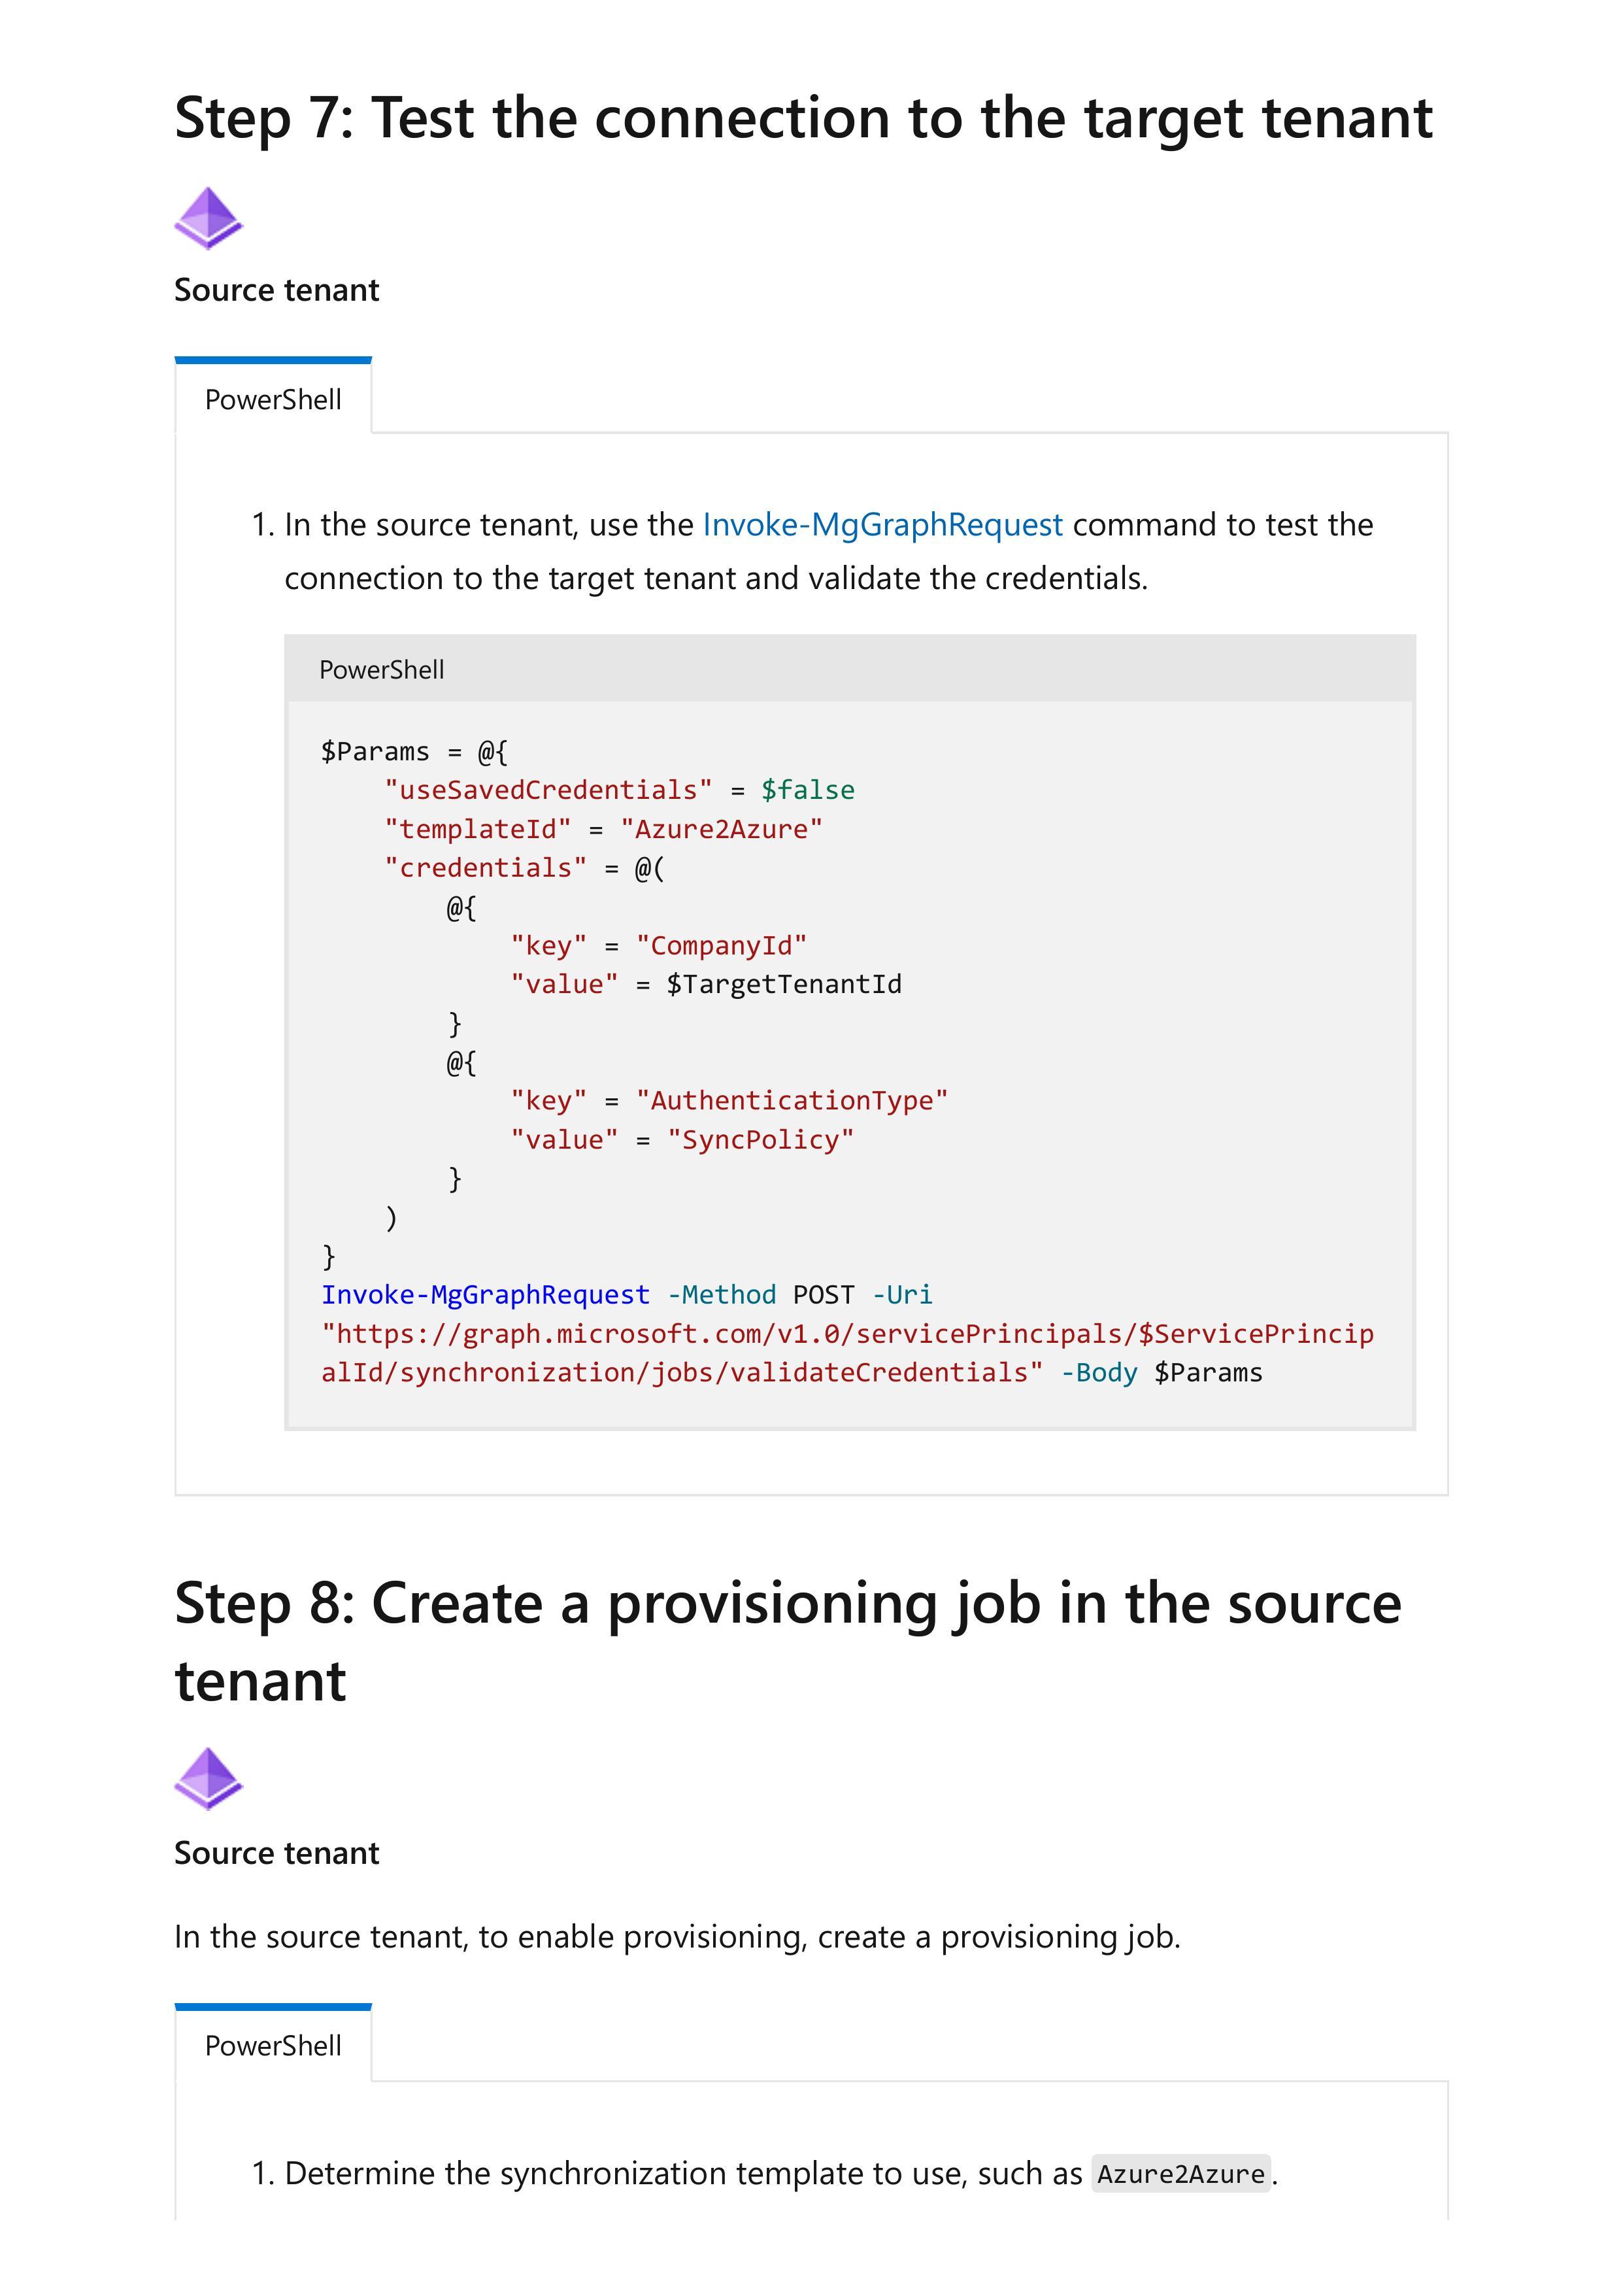 Step 7: Test the connection to the target tenant
Source tenant
PowerShell
1. In the source tenant, use the Invoke-MgGraphRequest command to test the
connection to the target tenant and validate the credentials.
PowerShell
$Params = @{
    "useSavedCredentials" = $false
    "templateId" = "Azure2Azure"
    "credentials" = @(
        @{
            "key" = "CompanyId"
            "value" = $TargetTenantId
        }
        @{
            "key" = "AuthenticationType"
            "value" = "SyncPolicy"
        }
    )
}
Invoke-MgGraphRequest -Method POST -Uri
"https://graph.microsoft.com/v1.0/servicePrincipals/$ServicePrincip
alId/synchronization/jobs/validateCredentials" -Body $Params
Step 8: Create a provisioning job in the source
tenant
Source tenant
In the source tenant, to enable provisioning, create a provisioning job.
PowerShell
1. Determine the synchronization template to use, such as Azure2Azure.